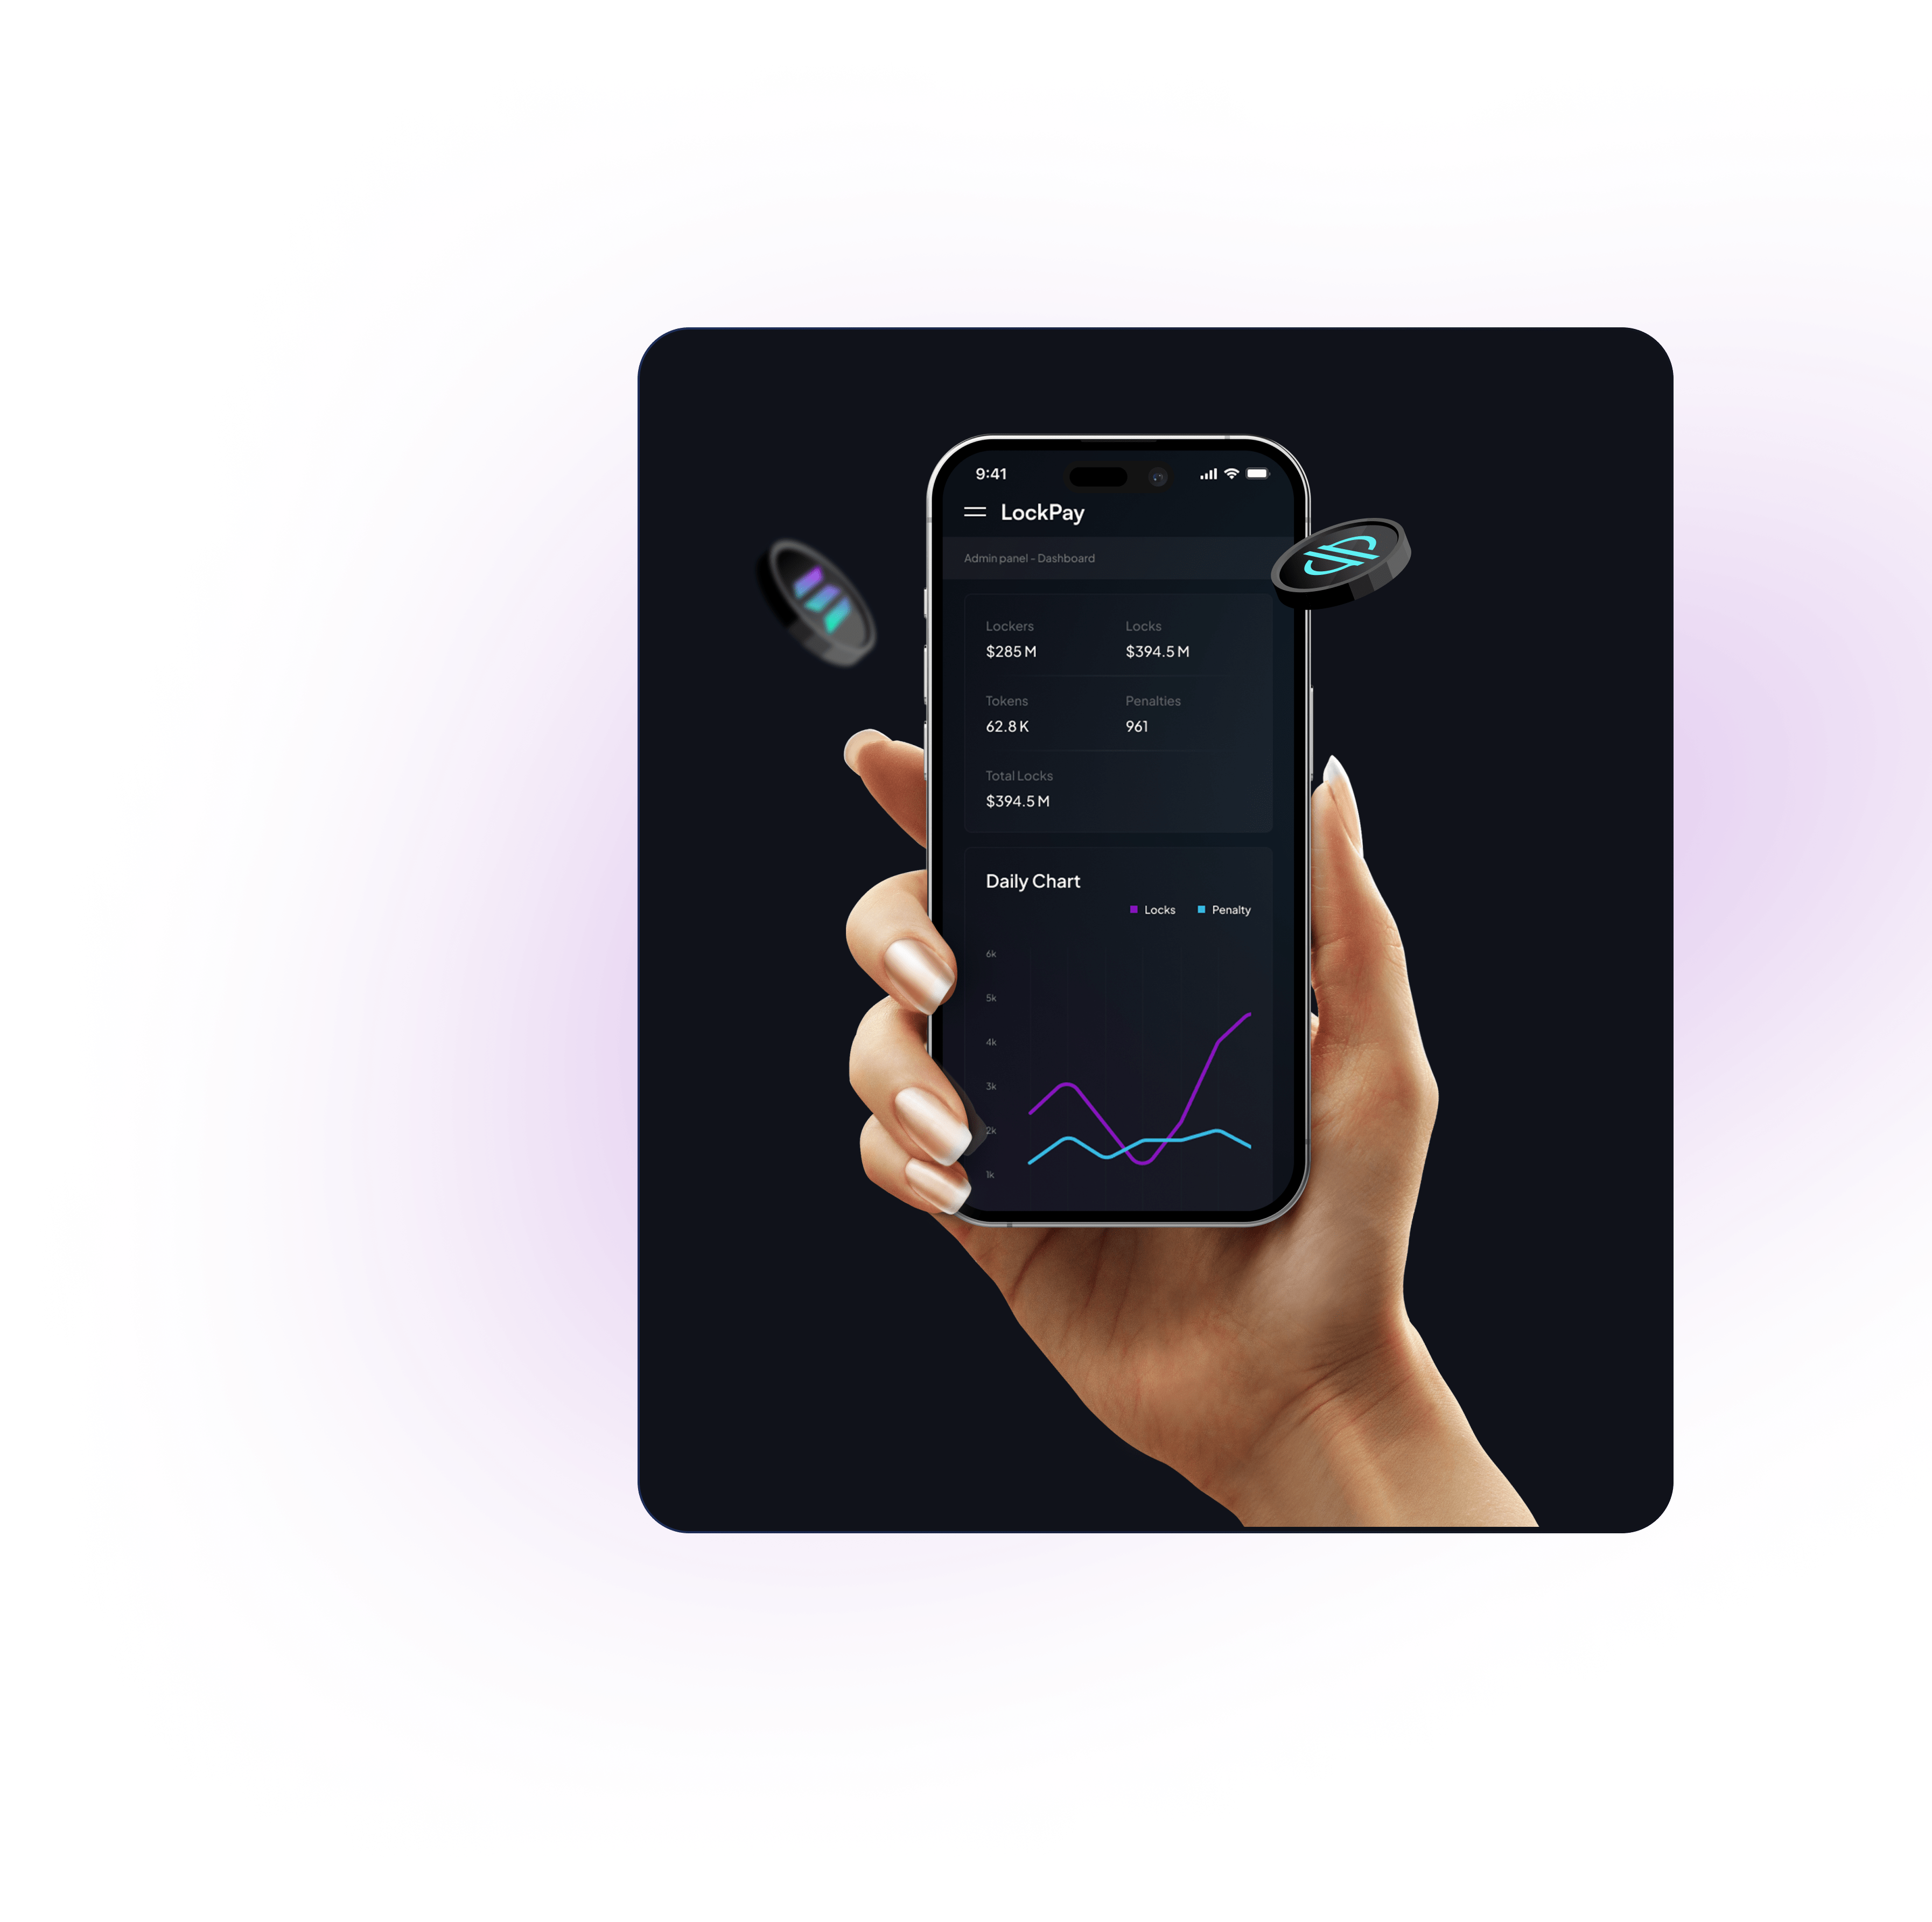 9:41
LockPay
Admin panel - Dashboard
Lockers Locks
$285 M $394.5 M
Tokens Penalties
62.8 K 961
Total Locks
$394.5 M
Daily Chart
Locks Penalty
6k
5k
4k
3k
2k
1k